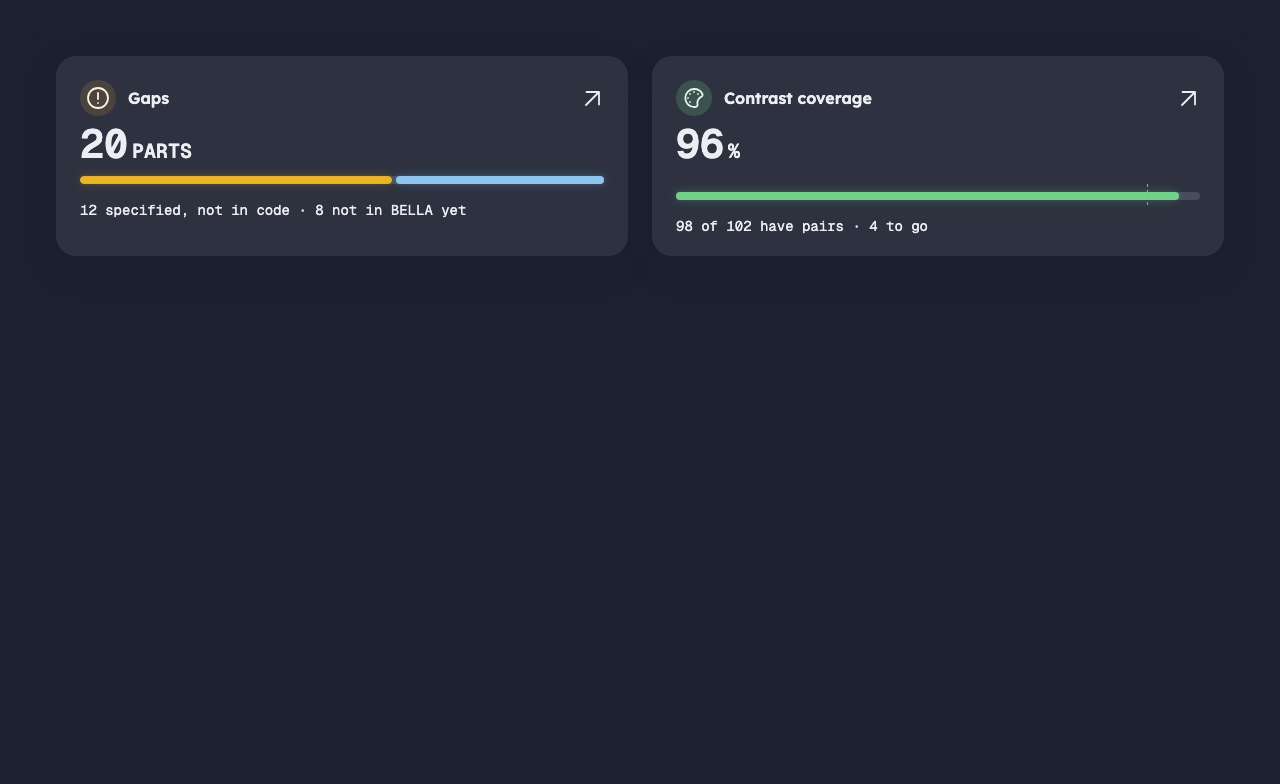 Gaps
20 PARTS
12 specified, not in code · 8 not in BELLA yet
Contrast coverage
96 %
98 of 102 have pairs · 4 to go